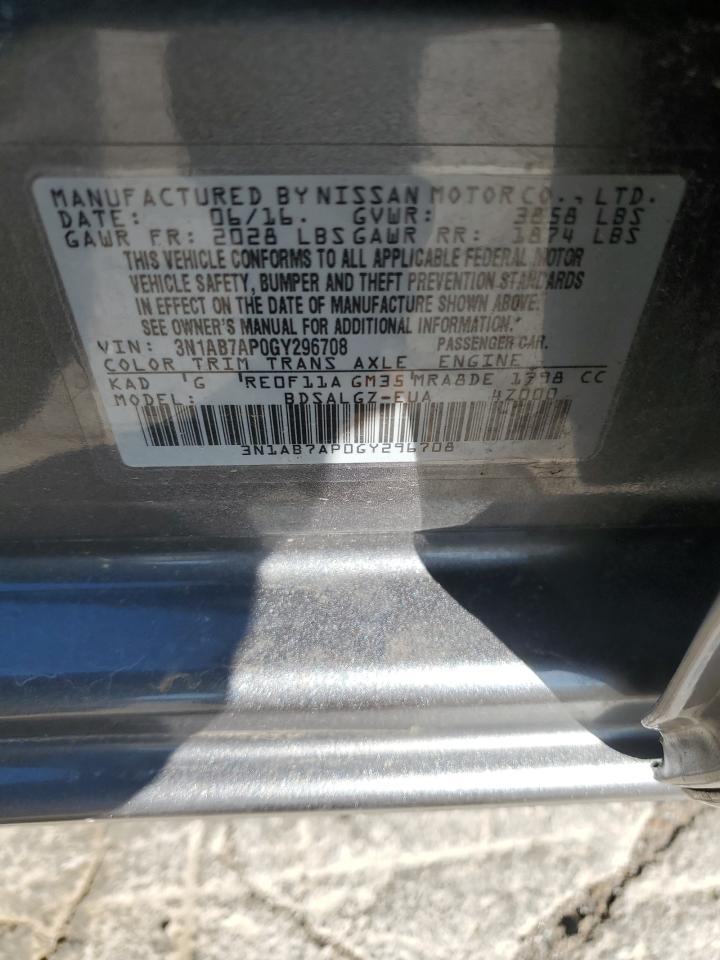 MANUFACTURED BY NISSAN MOTOR CO., LTD.
DATE: 06/16. GVWR: 3858 LBS
GAWR FR: 2028 LBS GAWR RR: 1874 LBS
THIS VEHICLE CONFORMS TO ALL APPLICABLE FEDERAL MOTOR
VEHICLE SAFETY, BUMPER AND THEFT PREVENTION STANDARDS
IN EFFECT ON THE DATE OF MANUFACTURE SHOWN ABOVE.
SEE OWNER'S MANUAL FOR ADDITIONAL INFORMATION.*
VIN: 3N1AB7AP0GY296708 PASSENGER CAR.
COLOR TRIM TRANS AXLE ENGINE
KAD G RE0F11A GM35 MRA8DE 1798 CC
MODEL: BDSALGZ-EUA 4Z000
3N1AB7AP0GY296708